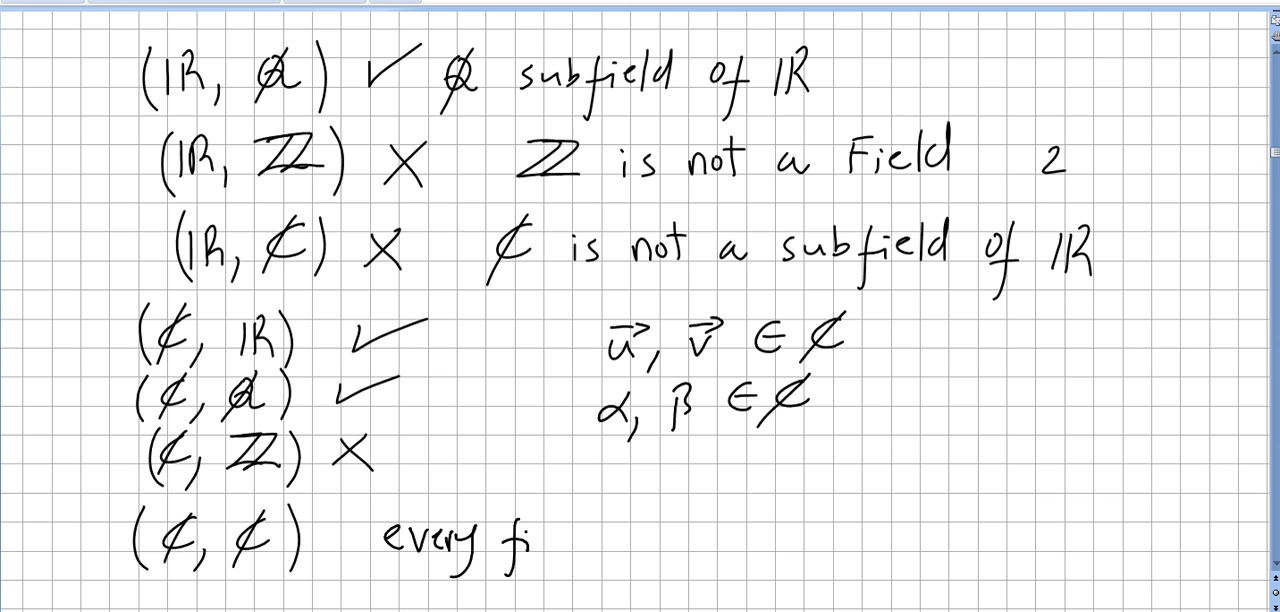 (ℝ, ℚ) ✓ ℚ subfield of ℝ
(ℝ, ℤ) ✗ ℤ is not a Field 2
(ℝ, ℂ) ✗ ℂ is not a subfield of ℝ
(ℂ, ℝ) ✓ u⃗, v⃗ ∈ ℂ
(ℂ, ℚ) ✓ α, β ∈ ℂ
(ℂ, ℤ) ✗
(ℂ, ℂ) every fi